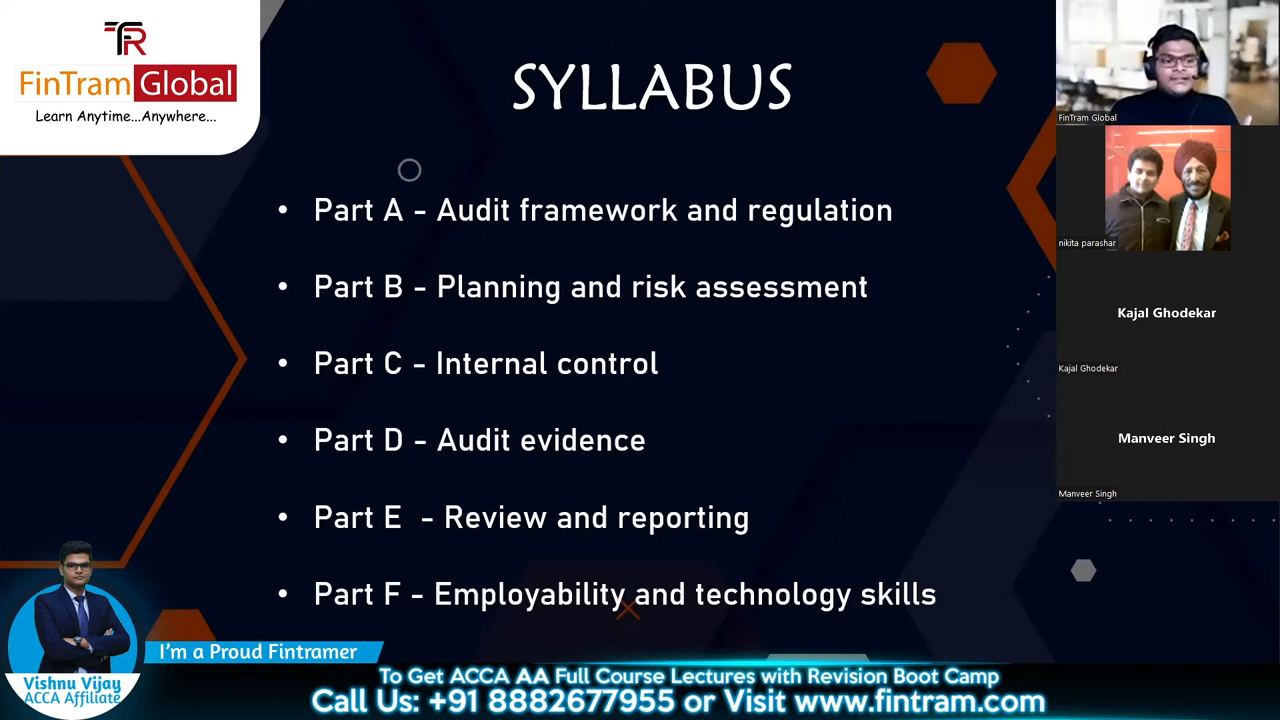 FR
FinTram Global
Learn Anytime...Anywhere...
SYLLABUS
• Part A - Audit framework and regulation
• Part B - Planning and risk assessment
• Part C - Internal control
• Part D - Audit evidence
• Part E - Review and reporting
• Part F - Employability and technology skills
FinTram Global
nikita parashar
Kajal Ghodekar
Kajal Ghodekar
Manveer Singh
Manveer Singh
I'm a Proud Fintramer
Vishnu Vijay
ACCA Affiliate
To Get ACCA AA Full Course Lectures with Revision Boot Camp
Call Us: +91 8882677955 or Visit www.fintram.com